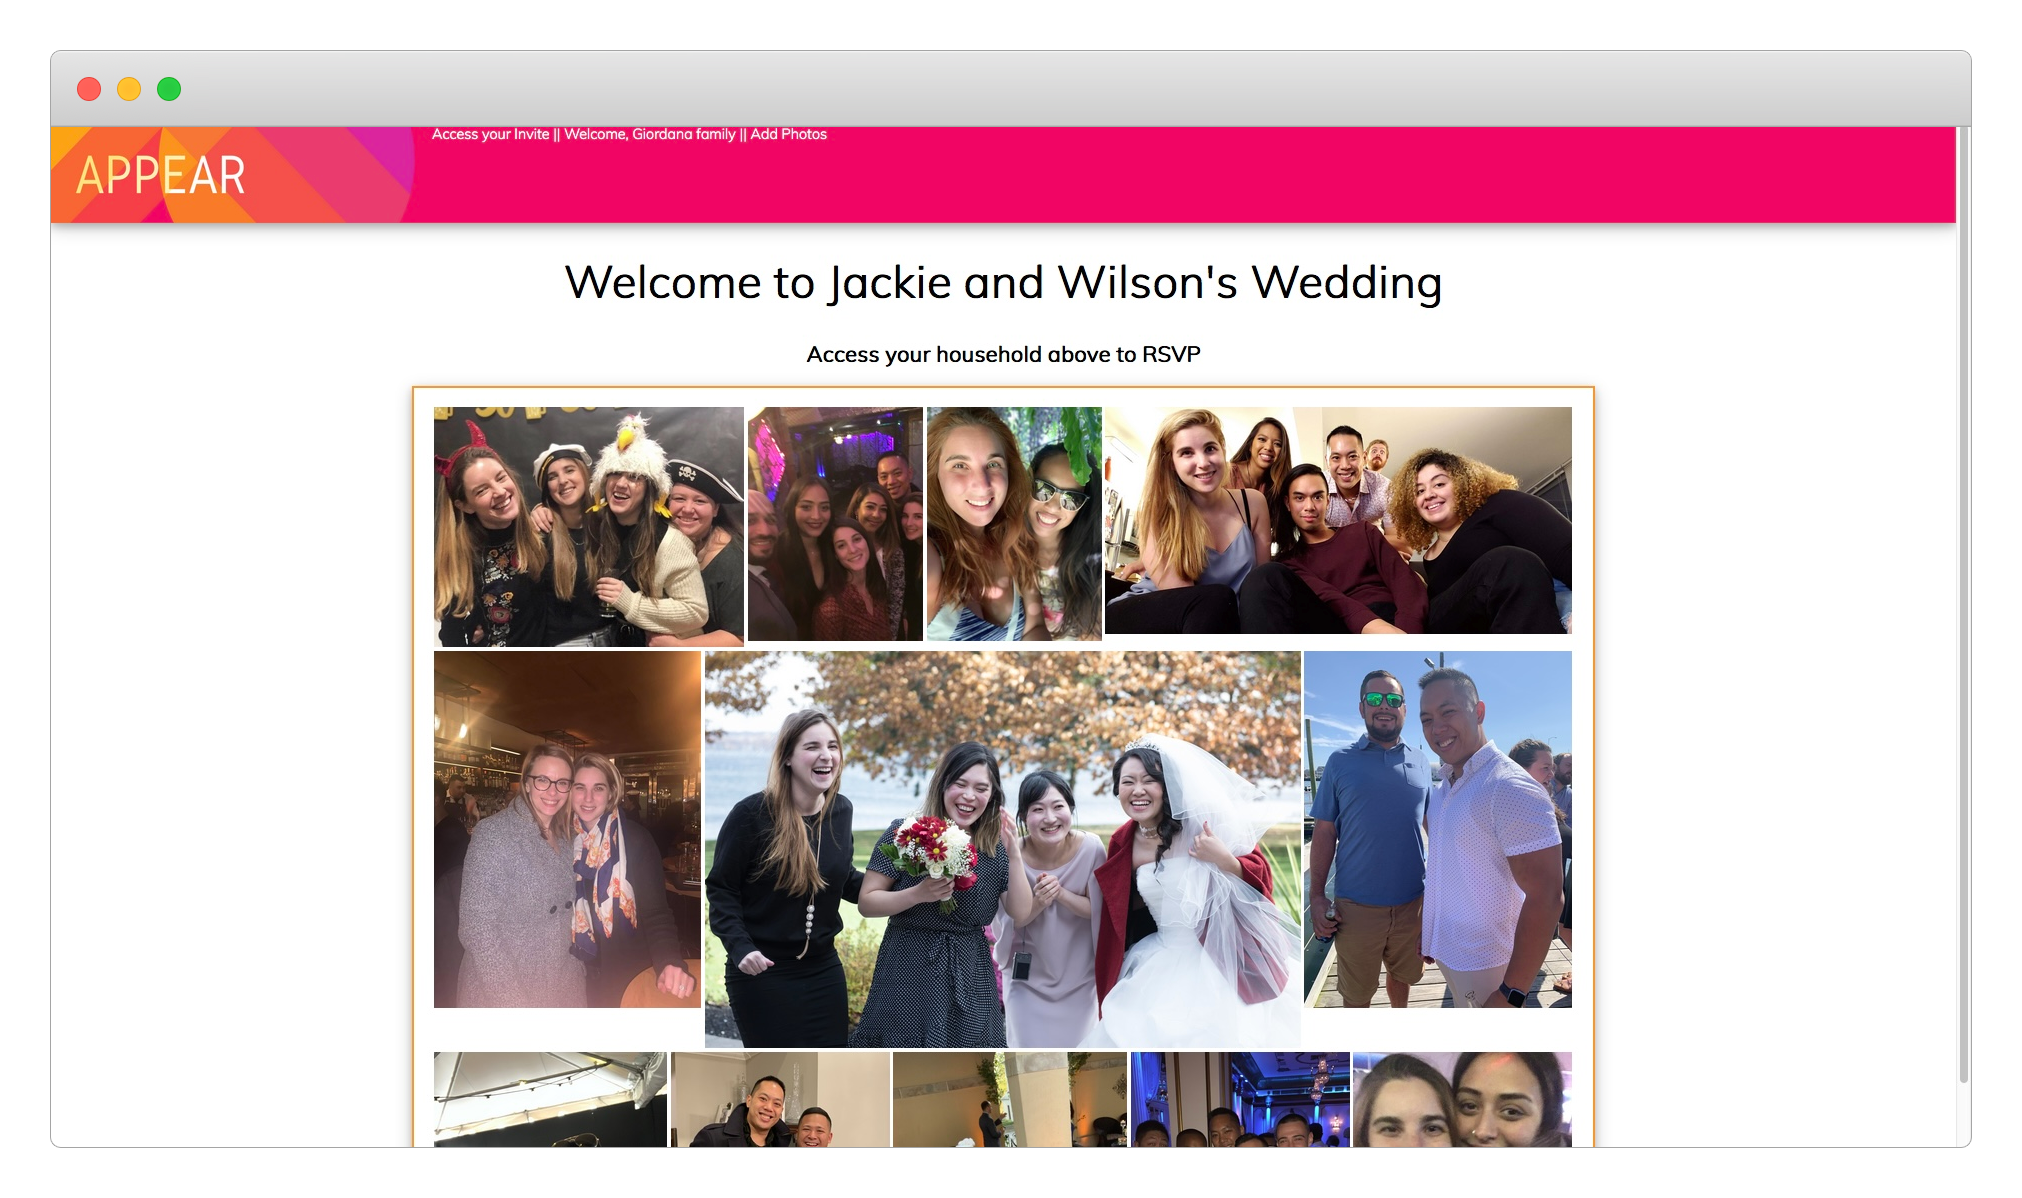 Access your Invite || Welcome, Giordana family || Add Photos
APPEAR
Welcome to Jackie and Wilson's Wedding
Access your household above to RSVP